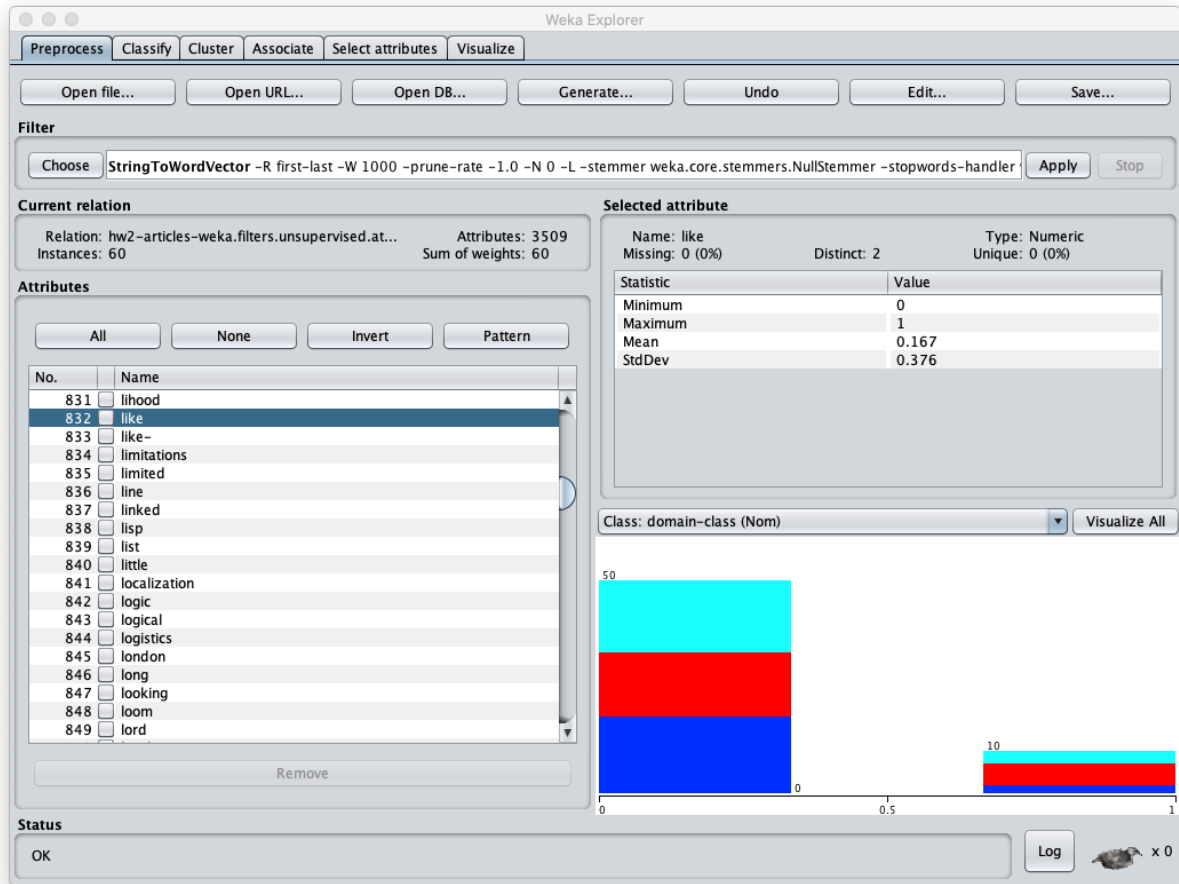 Weka Explorer
Preprocess Classify Cluster Associate Select attributes Visualize
Open file... Open URL... Open DB... Generate... Undo Edit... Save...
Filter
Choose StringToWordVector -R first-last -W 1000 -prune-rate -1.0 -N 0 -L -stemmer weka.core.stemmers.NullStemmer -stopwords-handler Apply Stop
Current relation
Relation: hw2-articles-weka.filters.unsupervised.at... Attributes: 3509
Instances: 60 Sum of weights: 60
Attributes
All None Invert Pattern
No. Name
831 lihood
832 like
833 like-
834 limitations
835 limited
836 line
837 linked
838 lisp
839 list
840 little
841 localization
842 logic
843 logical
844 logistics
845 london
846 long
847 looking
848 loom
849 lord
Remove
Selected attribute
Name: like Type: Numeric
Missing: 0 (0%) Distinct: 2 Unique: 0 (0%)
Statistic Value
Minimum 0
Maximum 1
Mean 0.167
StdDev 0.376
Class: domain-class (Nom) Visualize All
50
10
0
0 0.5 1
Status
OK
Log x 0